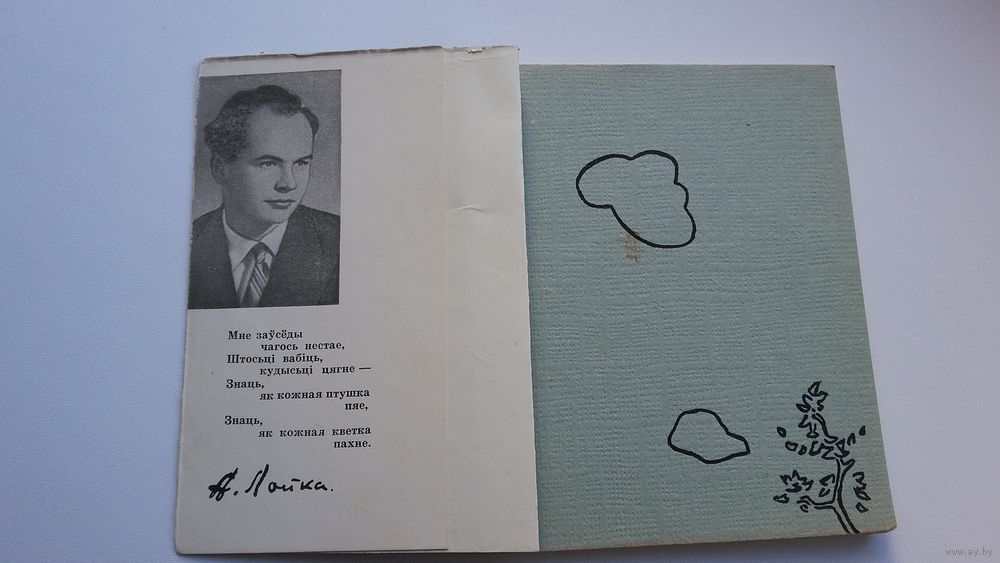 Мне заўсёды
чагось нестае,
Штосьці вабіць,
кудысьці цягне —
Знаць,
як кожная птушка
пяе,
Знаць,
як кожная кветка
пахне.
А. Лойка.
www.ay.by